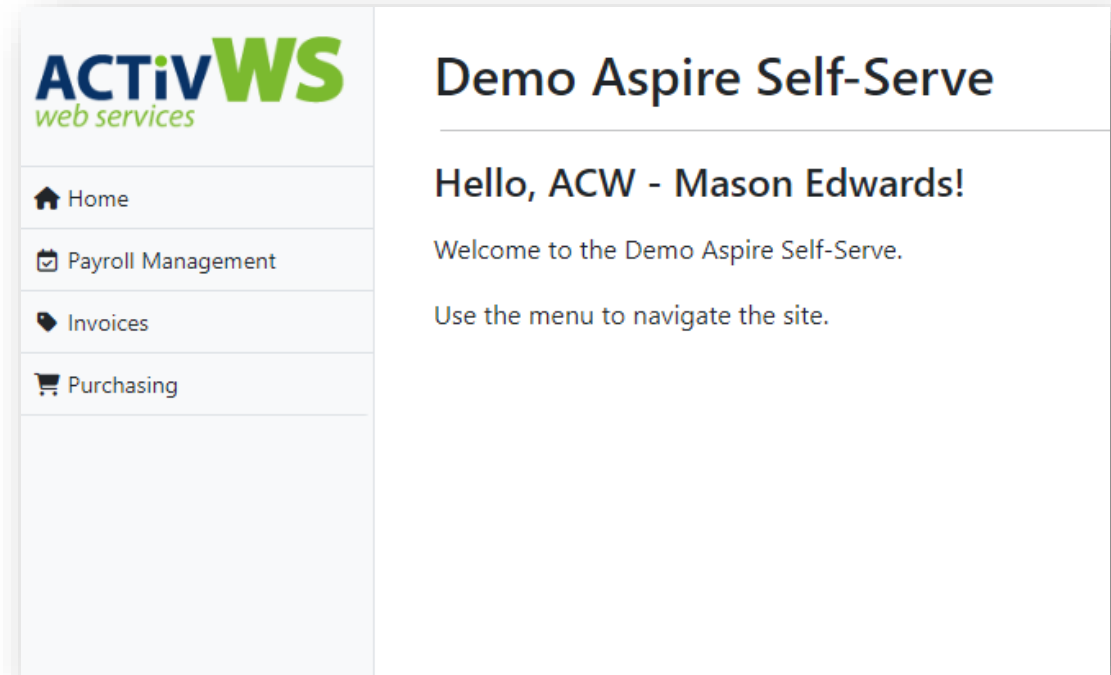 ACTiVWS
web services
Home
Payroll Management
Invoices
Purchasing
Demo Aspire Self-Serve
Hello, ACW - Mason Edwards!
Welcome to the Demo Aspire Self-Serve.
Use the menu to navigate the site.